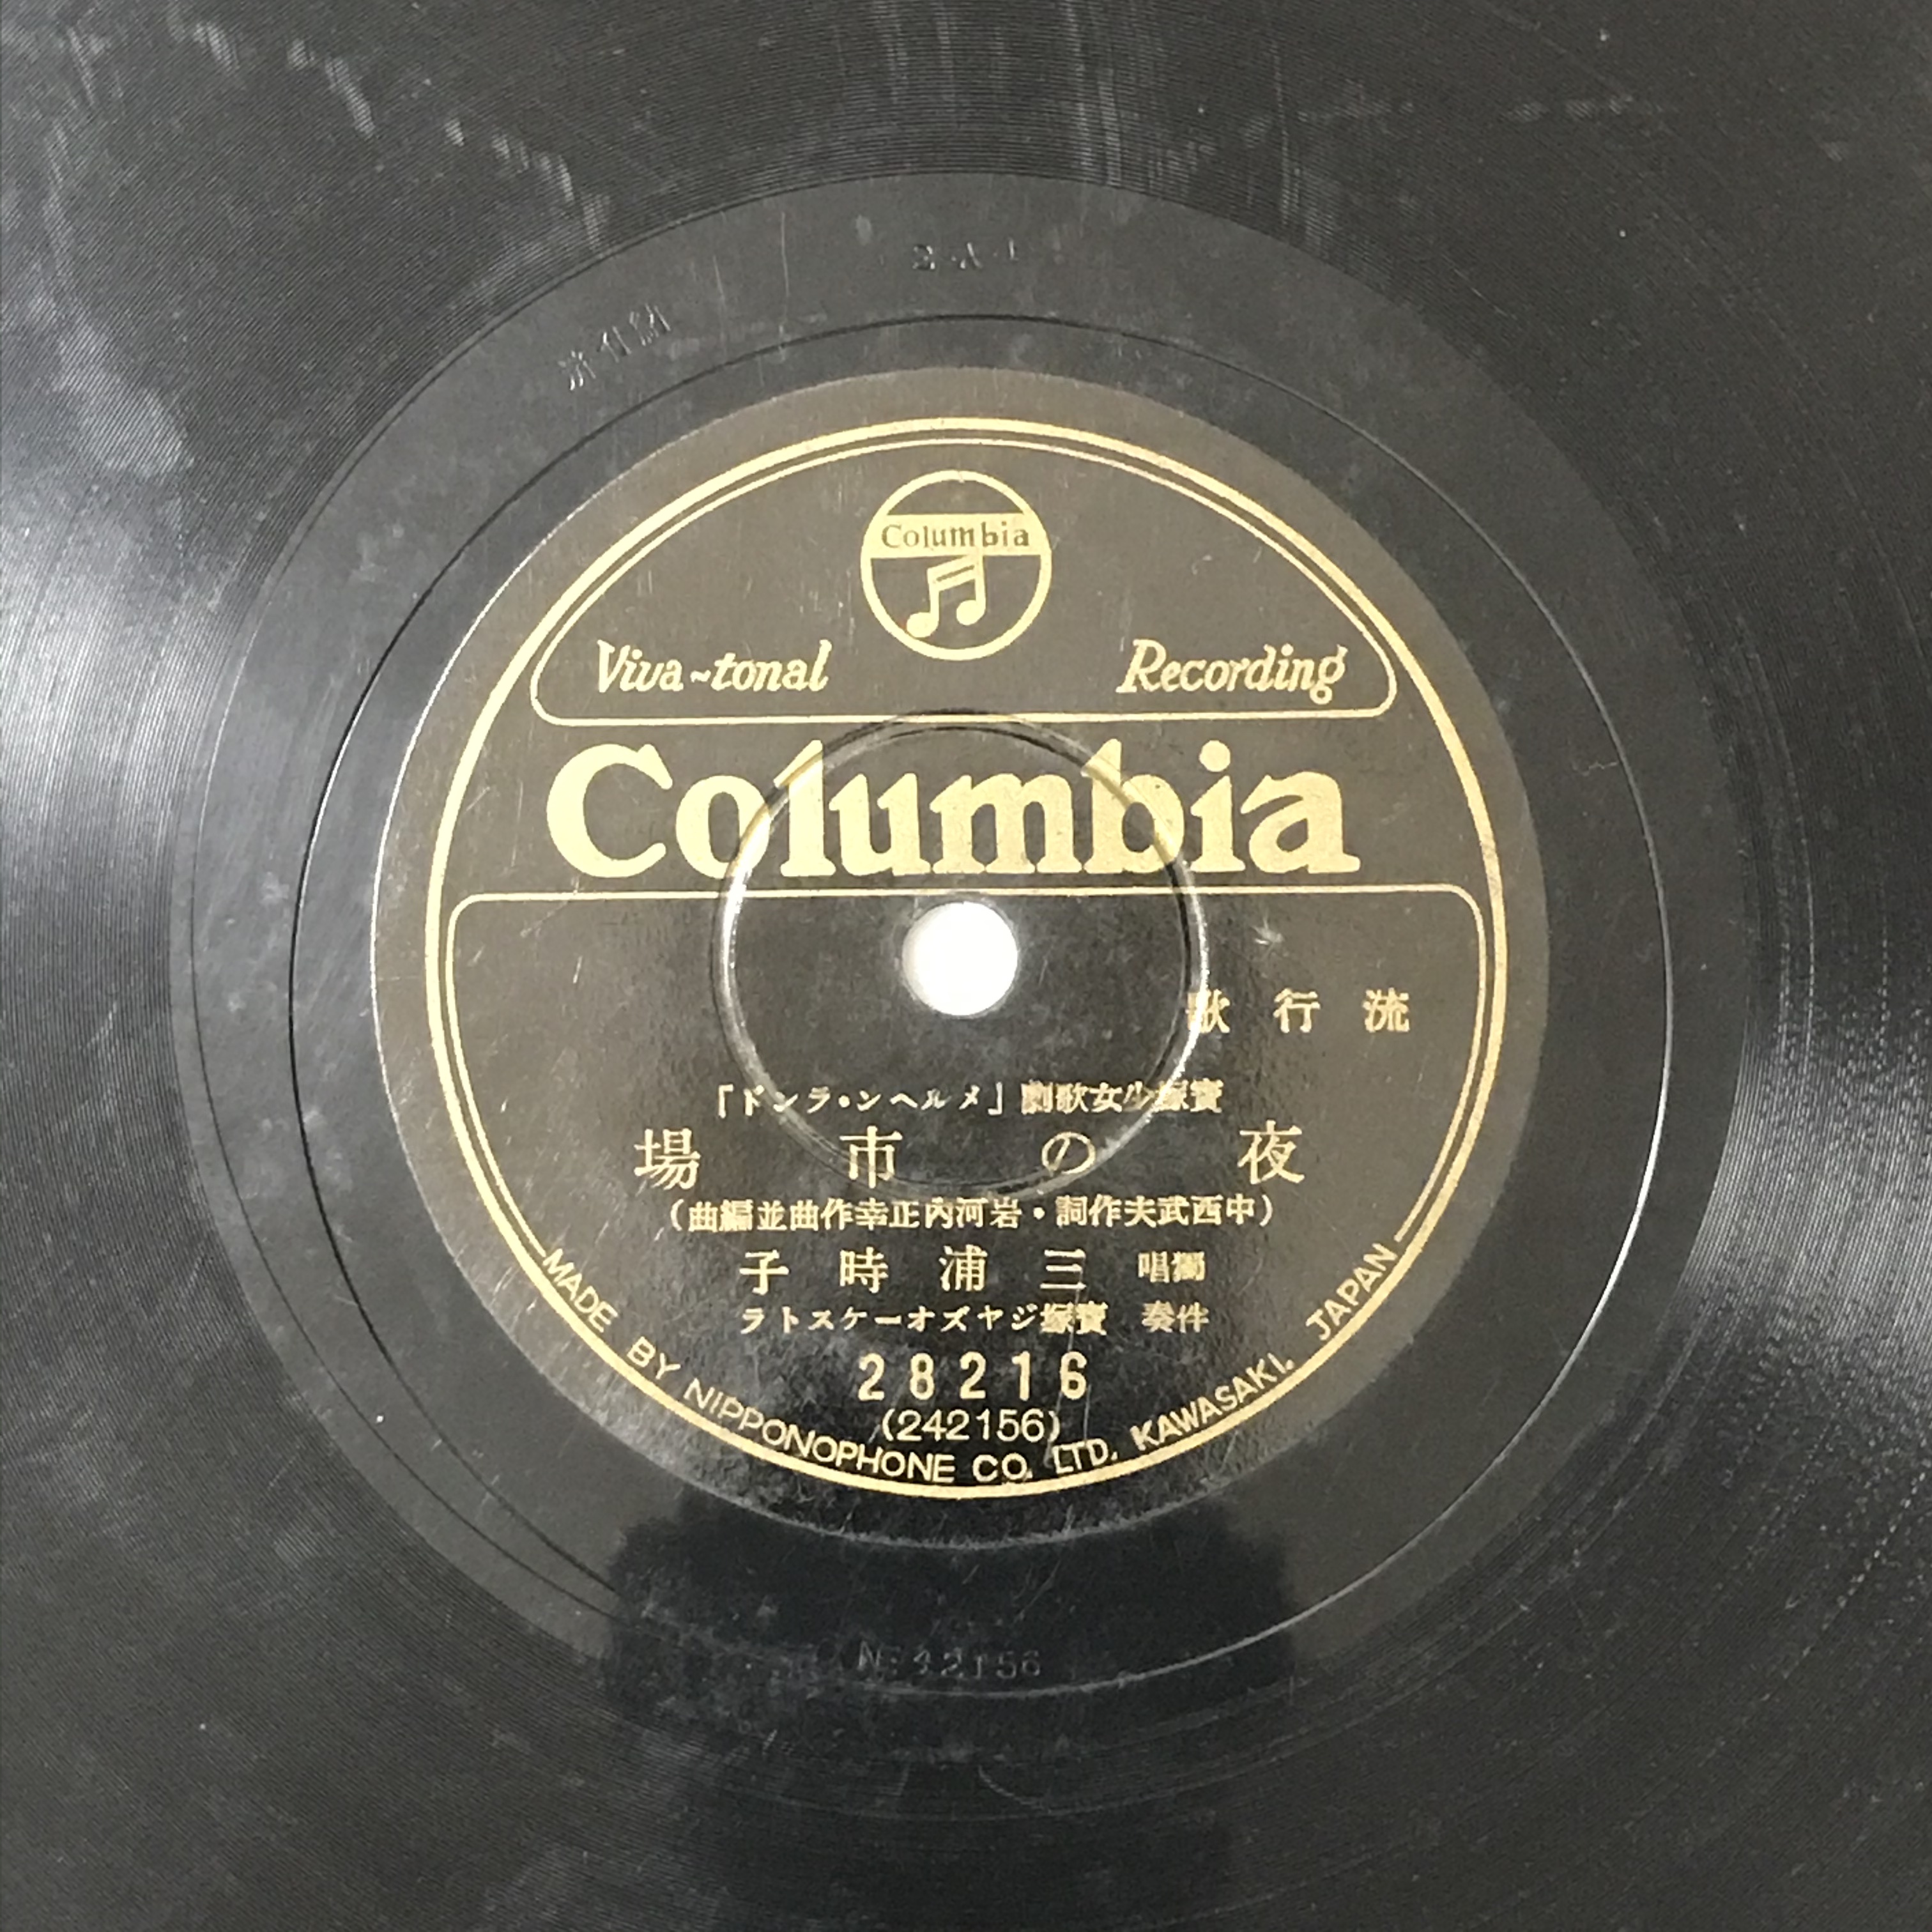 Columbia
Viva-tonal Recording
Columbia
流行歌
寶塚少女歌劇「メルヘン・ランド」
夜の市場
(中西武夫作詞・岩河内正幸作曲並編曲)
獨唱 三浦時子
伴奏 寶塚ジヤズオーケストラ
28216
(242156)
MADE BY NIPPONOPHONE CO. LTD. KAWASAKI. JAPAN
42156